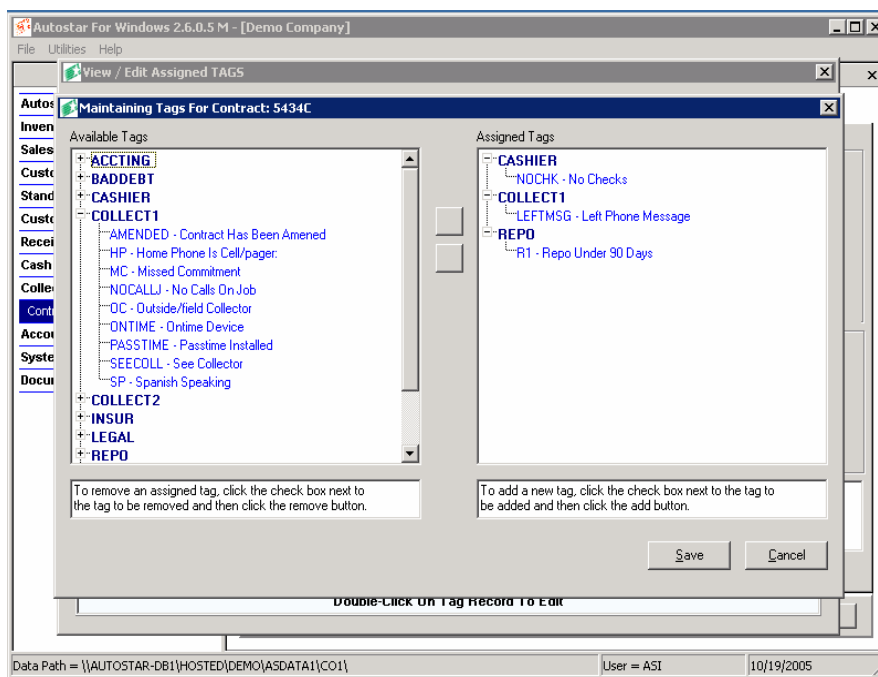 Autostar For Windows 2.6.0.5 M - [Demo Company]
File Utilities Help
View / Edit Assigned TAGS
Maintaining Tags For Contract: 5434C
Autos
Inven
Sales
Custo
Stand
Custo
Recei
Cash
Collec
Contr
Accou
Syste
Docur
Available Tags
ACCTING
BADDEBT
CASHIER
COLLECT1
AMENDED - Contract Has Been Amened
HP - Home Phone Is Cell/pager:
MC - Missed Commitment
NOCALLJ - No Calls On Job
OC - Outside/field Collector
ONTIME - Ontime Device
PASSTIME - Passtime Installed
SEECOLL - See Collector
SP - Spanish Speaking
COLLECT2
INSUR
LEGAL
REPO
To remove an assigned tag, click the check box next to
the tag to be removed and then click the remove button.
Assigned Tags
CASHIER
NOCHK - No Checks
COLLECT1
LEFTMSG - Left Phone Message
REPO
R1 - Repo Under 90 Days
To add a new tag, click the check box next to the tag to
be added and then click the add button.
Save Cancel
Double-Click On Tag Record To Edit
Data Path = \\AUTOSTAR-DB1\HOSTED\DEMO\ASDATA1\CO1\ User = ASI 10/19/2005